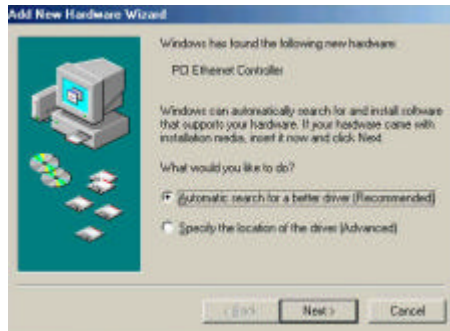 Add New Hardware Wizard
Windows has found the following new hardware:
PCI Ethernet Controller
Windows can automatically search for and install software
that supports your hardware. If your hardware came with
installation media, insert it now and click Next.
What would you like to do?
Automatic search for a better driver (Recommended)
Specify the location of the driver (Advanced)
< Back
Next >
Cancel